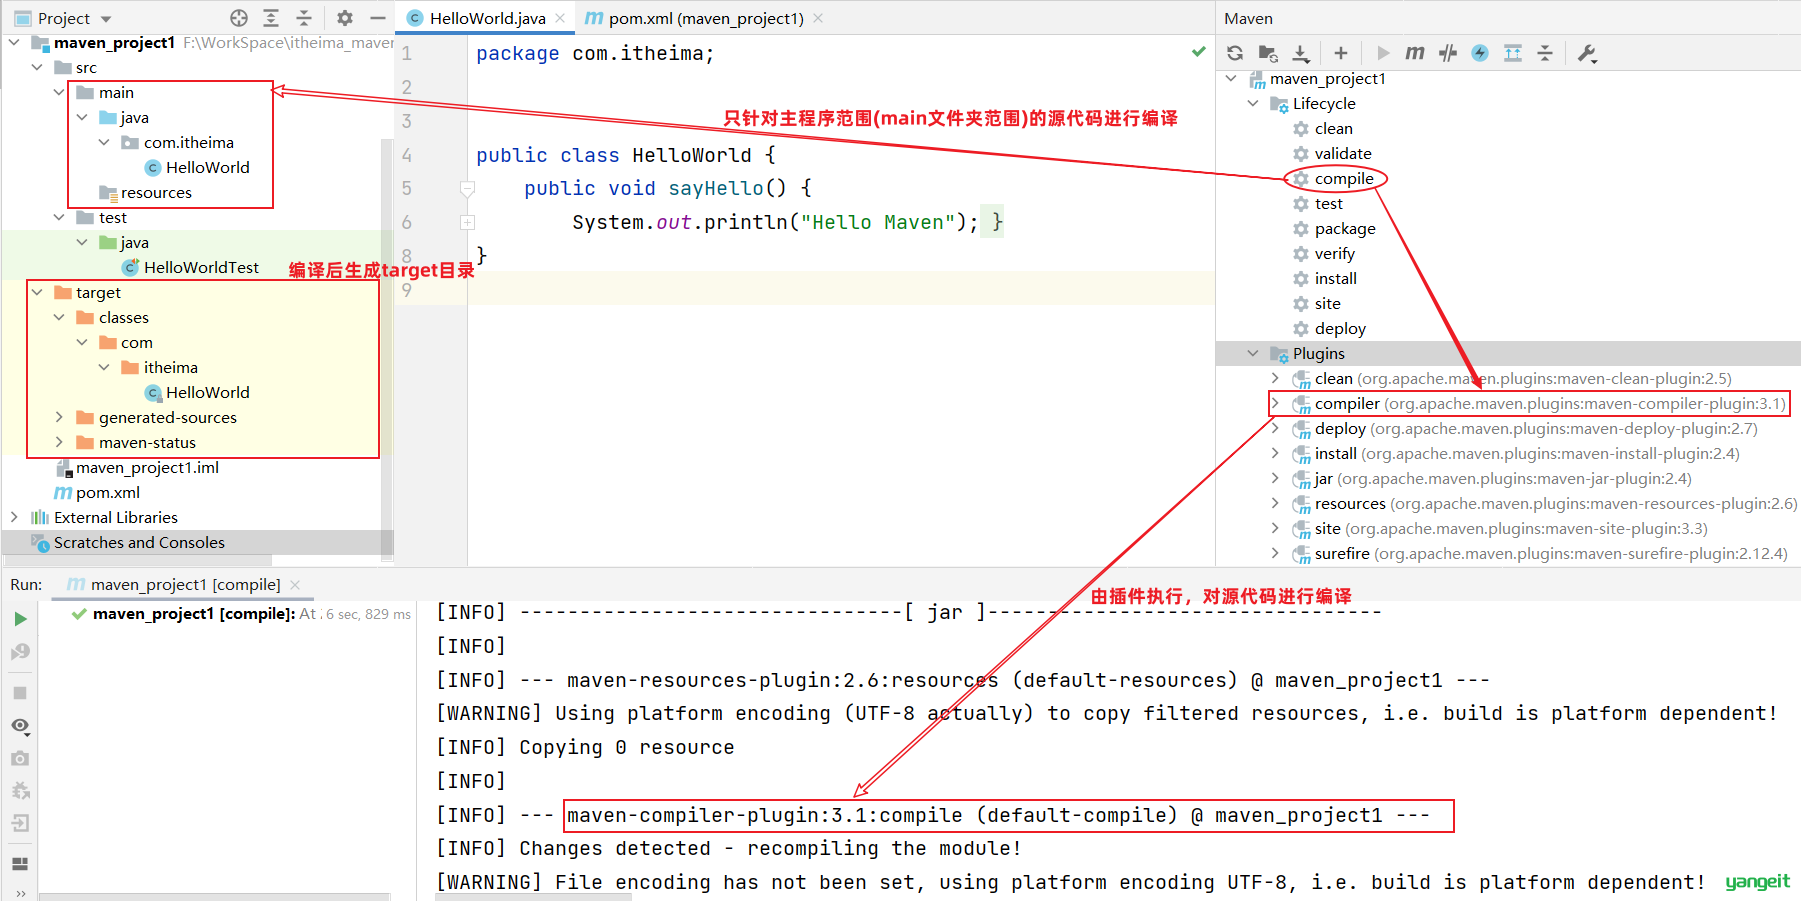 Project
maven_project1 F:\WorkSpace\itheima_maven
src
main
java
com.itheima
HelloWorld
resources
test
java
HelloWorldTest
编译后生成target目录
target
classes
com
itheima
HelloWorld
generated-sources
maven-status
maven_project1.iml
pom.xml
External Libraries
Scratches and Consoles
HelloWorld.java
pom.xml (maven_project1)
1 package com.itheima;
2
3
只针对主程序范围(main文件夹范围)的源代码进行编译
4 public class HelloWorld {
5 public void sayHello() {
6 System.out.println("Hello Maven"); }
8 }
9
Maven
maven_project1
Lifecycle
clean
validate
compile
test
package
verify
install
site
deploy
Plugins
clean (org.apache.maven.plugins:maven-clean-plugin:2.5)
compiler (org.apache.maven.plugins:maven-compiler-plugin:3.1)
deploy (org.apache.maven.plugins:maven-deploy-plugin:2.7)
install (org.apache.maven.plugins:maven-install-plugin:2.4)
jar (org.apache.maven.plugins:maven-jar-plugin:2.4)
resources (org.apache.maven.plugins:maven-resources-plugin:2.6)
site (org.apache.maven.plugins:maven-site-plugin:3.3)
surefire (org.apache.maven.plugins:maven-surefire-plugin:2.12.4)
Run: maven_project1 [compile]
maven_project1 [compile]: At 6 sec, 829 ms
由插件执行，对源代码进行编译
[INFO] --------------------------------[ jar ]---------------------------------
[INFO]
[INFO] --- maven-resources-plugin:2.6:resources (default-resources) @ maven_project1 ---
[WARNING] Using platform encoding (UTF-8 actually) to copy filtered resources, i.e. build is platform dependent!
[INFO] Copying 0 resource
[INFO]
[INFO] --- maven-compiler-plugin:3.1:compile (default-compile) @ maven_project1 ---
[INFO] Changes detected - recompiling the module!
[WARNING] File encoding has not been set, using platform encoding UTF-8, i.e. build is platform dependent!
yangeit